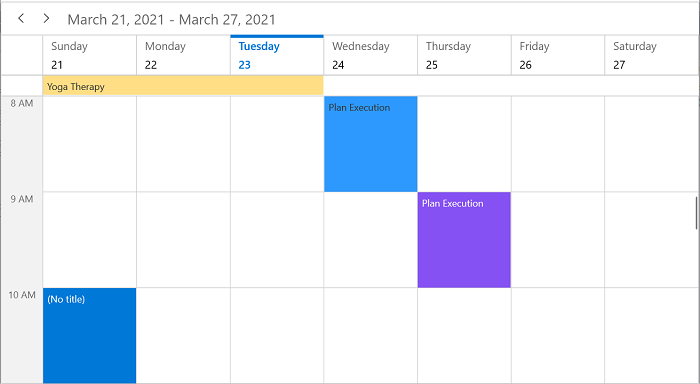 March 21, 2021 - March 27, 2021
Sunday Monday Tuesday Wednesday Thursday Friday Saturday
21 22 23 24 25 26 27
Yoga Therapy
8 AM Plan Execution
9 AM Plan Execution
10 AM (No title)